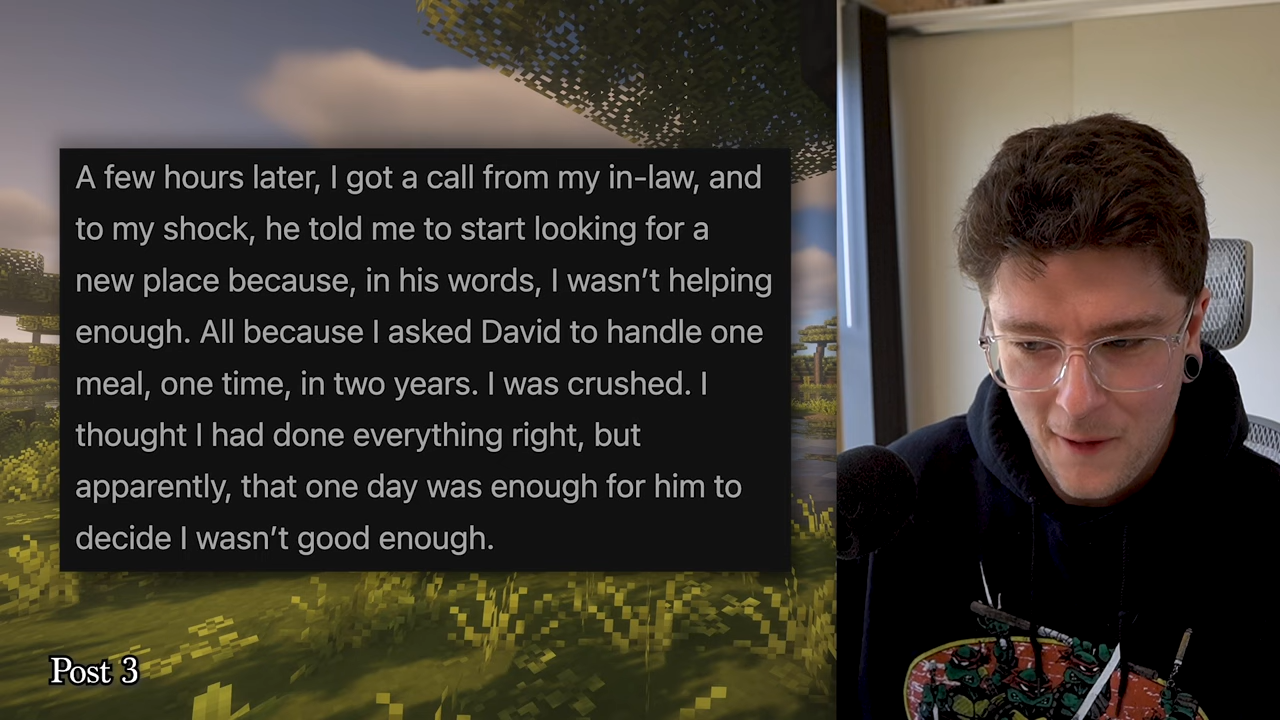 A few hours later, I got a call from my in-law, and
to my shock, he told me to start looking for a
new place because, in his words, I wasn’t helping
enough. All because I asked David to handle one
meal, one time, in two years. I was crushed. I
thought I had done everything right, but
apparently, that one day was enough for him to
decide I wasn’t good enough.
Post 3